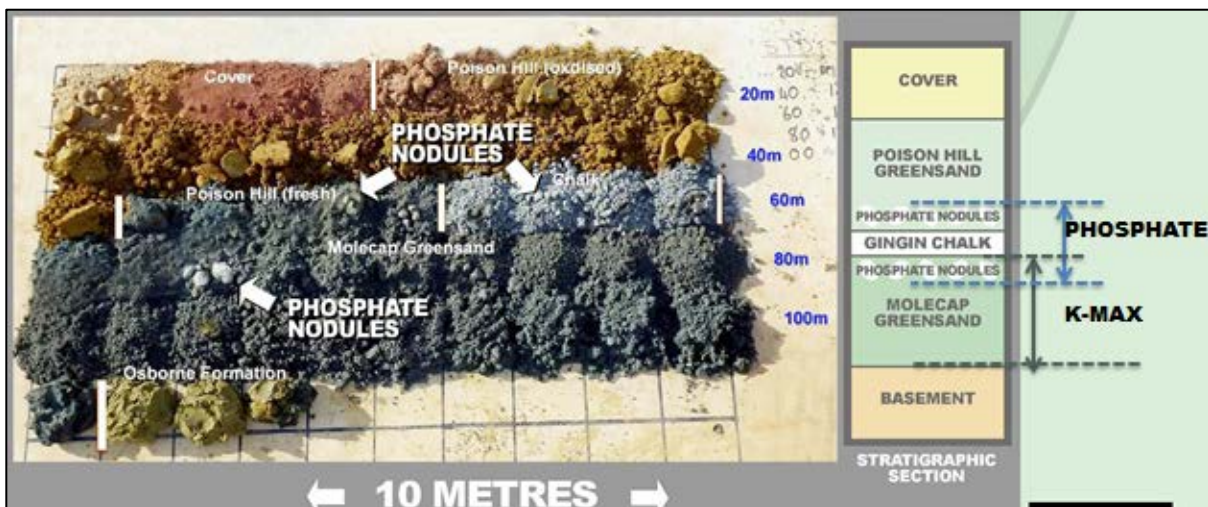 Cover
Poison Hill (oxdised)
20m
PHOSPHATE
NODULES
40m
Poison Hill (fresh)
Chalk
60m
Molecap Greensand
80m
PHOSPHATE
NODULES
100m
Osborne Formation
10 METRES
COVER
POISON HILL
GREENSAND
PHOSPHATE NODULES
GINGIN CHALK
PHOSPHATE NODULES
MOLECAP
GREENSAND
BASEMENT
STRATIGRAPHIC
SECTION
PHOSPHATE
K-MAX